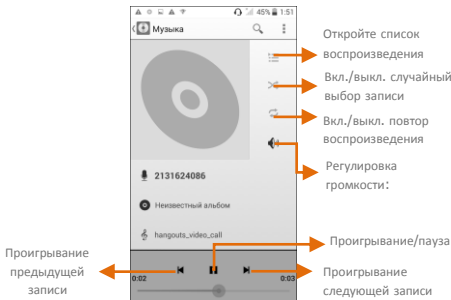 45% 1:51
Музыка
Откройте список
воспроизведения
Вкл./выкл. случайный
выбор записи
Вкл./выкл. повтор
воспроизведения
Регулировка
громкости:
2131624086
Неизвестный альбом
hangouts_video_call
Проигрывание/пауза
Проигрывание
предыдущей
записи
0:02
0:03
Проигрывание
следующей записи